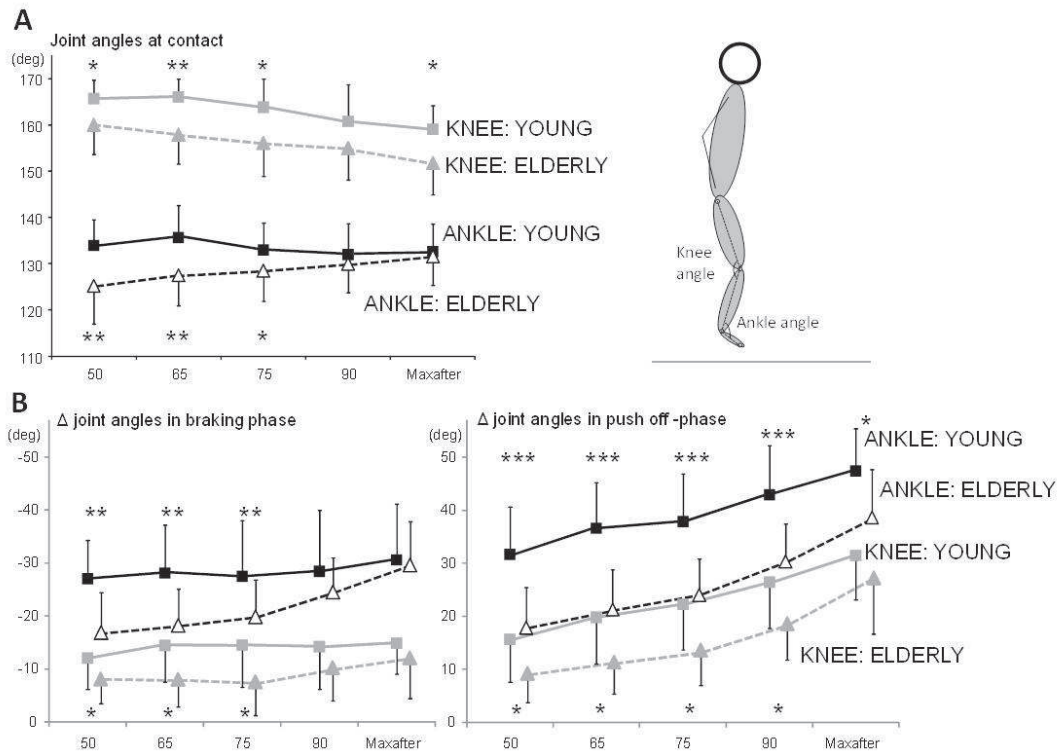 A
Joint angles at contact
(deg)
170
160
150
140
130
120
110
* ** * *
KNEE: YOUNG
KNEE: ELDERLY
ANKLE: YOUNG
ANKLE: ELDERLY
** ** *
50 65 75 90 Maxafter
Knee
angle
Ankle angle
B
Δ joint angles in braking phase
(deg)
-50
-40
-30
-20
-10
0
** ** **
* * *
50 65 75 90 Maxafter
Δ joint angles in push off -phase
(deg)
50
40
30
20
10
0
*** *** *** *** *
ANKLE: YOUNG
ANKLE: ELDERLY
KNEE: YOUNG
KNEE: ELDERLY
* * * *
50 65 75 90 Maxafter